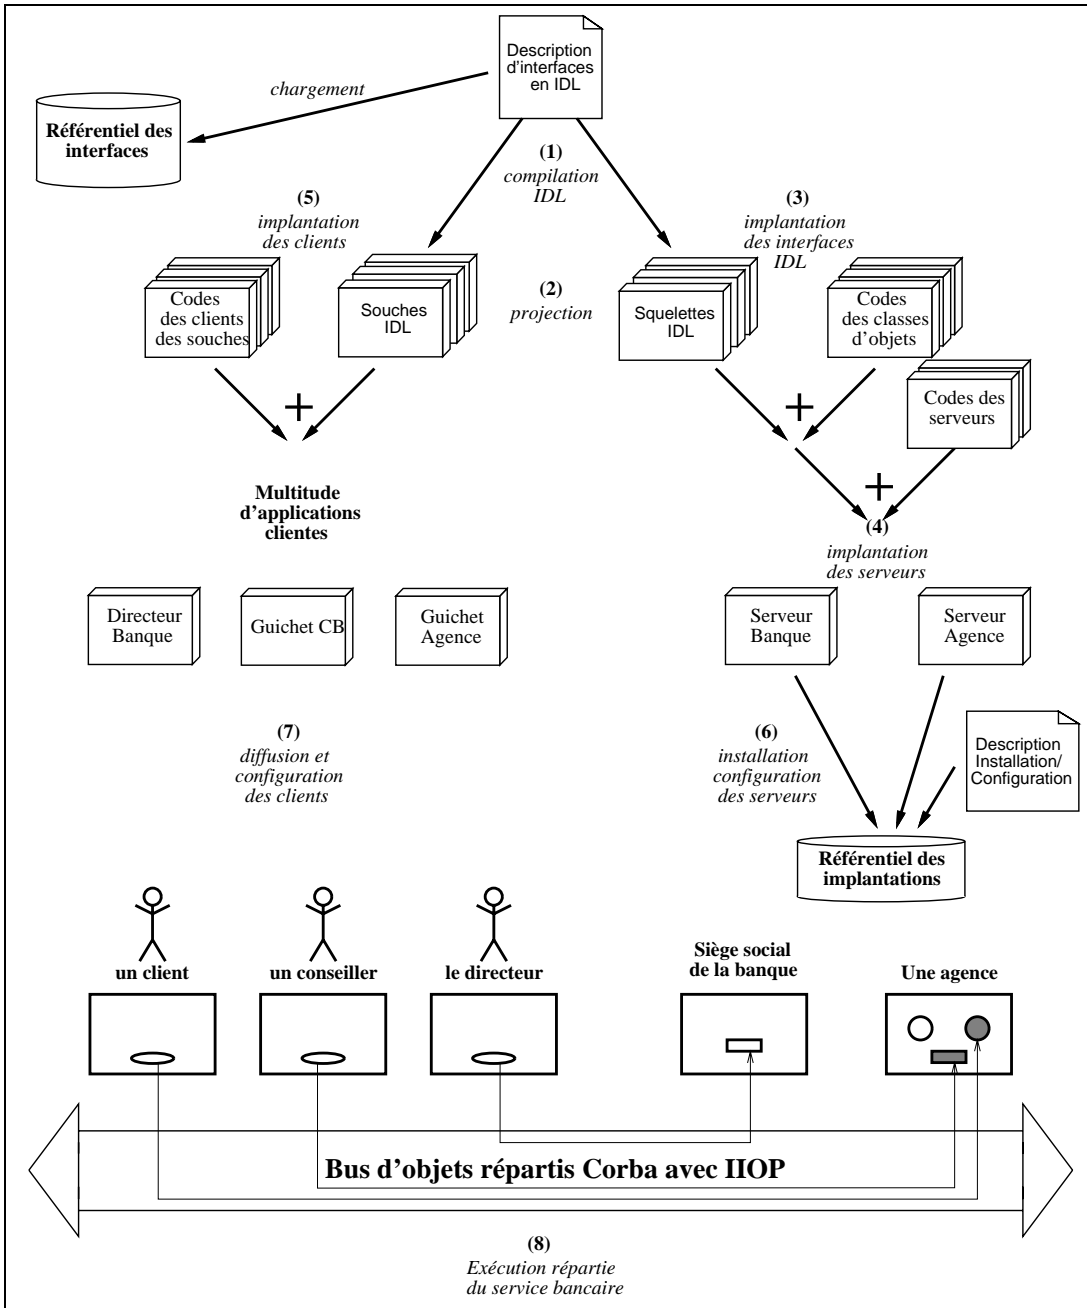 Description
d'interfaces
en IDL
chargement
Référentiel des
interfaces
(1)
compilation
IDL
(5)
implantation
des clients
(3)
implantation
des interfaces
IDL
Codes
des clients
des souches
Souches
IDL
(2)
projection
Squelettes
IDL
Codes
des classes
d'objets
+
+
Codes des
serveurs
+
Multitude
d'applications
clientes
(4)
implantation
des serveurs
Directeur
Banque
Guichet CB
Guichet
Agence
Serveur
Banque
Serveur
Agence
(7)
diffusion et
configuration
des clients
(6)
installation
configuration
des serveurs
Description
Installation/
Configuration
Référentiel des
implantations
un client
un conseiller
le directeur
Siège social
de la banque
Une agence
Bus d'objets répartis Corba avec IIOP
(8)
Exécution répartie
du service bancaire